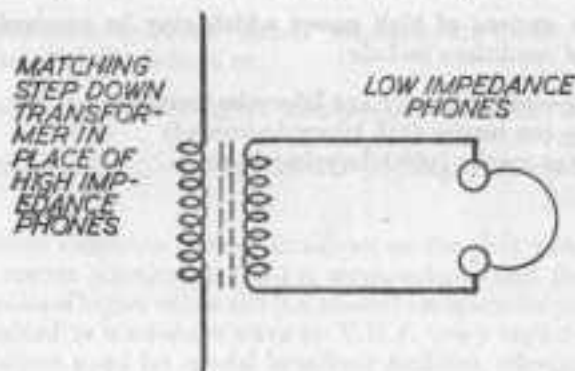 MATCHING
STEP DOWN
TRANSFOR-
MER IN
PLACE OF
HIGH IMP-
EDANCE
PHONES
LOW IMPEDANCE
PHONES